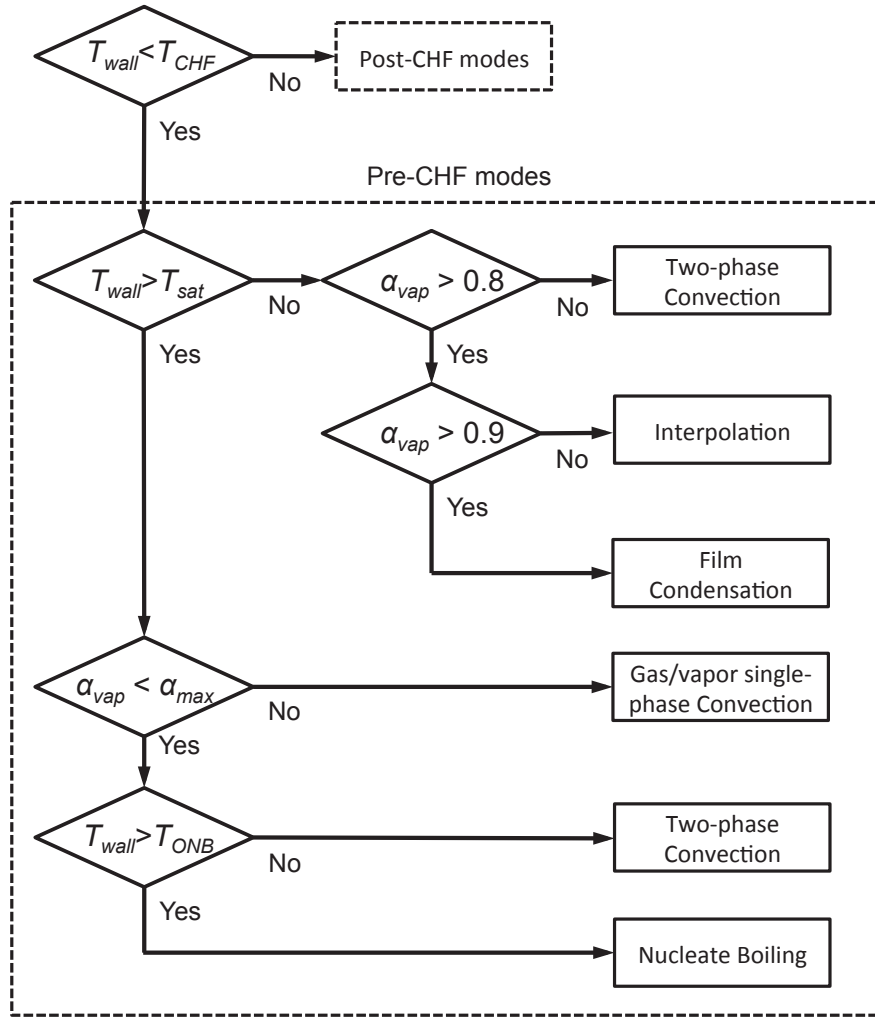 T_wall<T_CHF
No
Post-CHF modes
Yes
Pre-CHF modes
T_wall>T_sat
No
α_vap > 0.8
No
Two-phase
Convection
Yes
Yes
α_vap > 0.9
No
Interpolation
Yes
Film
Condensation
α_vap < α_max
No
Gas/vapor single-
phase Convection
Yes
T_wall>T_ONB
No
Two-phase
Convection
Yes
Nucleate Boiling